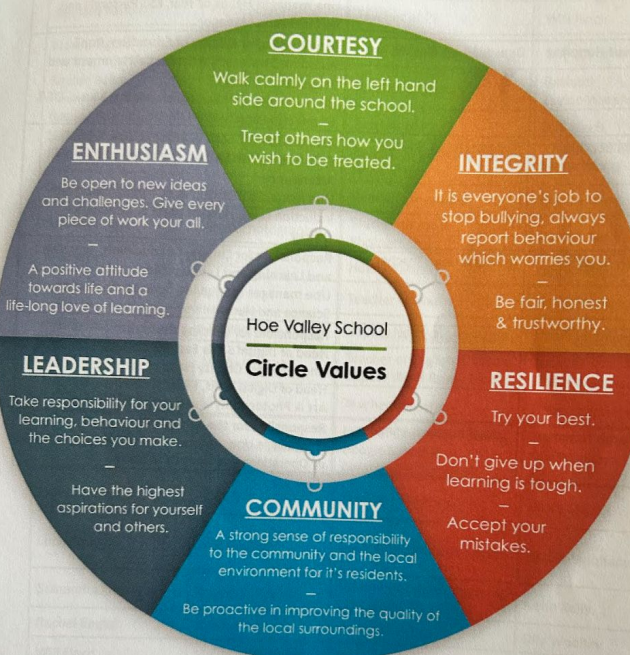 COURTESY
Walk calmly on the left hand
side around the school.
–
Treat others how you
wish to be treated.
INTEGRITY
It is everyone's job to
stop bullying, always
report behaviour
which worries you.
–
Be fair, honest
& trustworthy.
RESILIENCE
Try your best.
–
Don't give up when
learning is tough.
–
Accept your
mistakes.
COMMUNITY
A strong sense of responsibility
to the community and the local
environment for it's residents.
–
Be proactive in improving the quality of
the local surroundings.
LEADERSHIP
Take responsibility for your
learning, behaviour and
the choices you make.
–
Have the highest
aspirations for yourself
and others.
ENTHUSIASM
Be open to new ideas
and challenges. Give every
piece of work your all.
–
A positive attitude
towards life and a
life-long love of learning.
Hoe Valley School
Circle Values